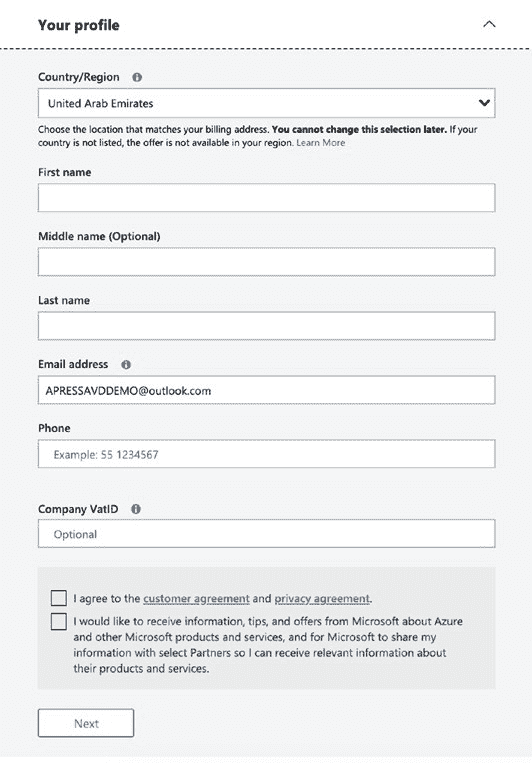 Your profile
Country/Region
United Arab Emirates
Choose the location that matches your billing address. You cannot change this selection later. If your
country is not listed, the offer is not available in your region. Learn More
First name
Middle name (Optional)
Last name
Email address
APRESSAVDDEMO@outlook.com
Phone
Example: 55 1234567
Company VatID
Optional
I agree to the customer agreement and privacy agreement.
I would like to receive information, tips, and offers from Microsoft about Azure
and other Microsoft products and services, and for Microsoft to share my
information with select Partners so I can receive relevant information about
their products and services.
Next